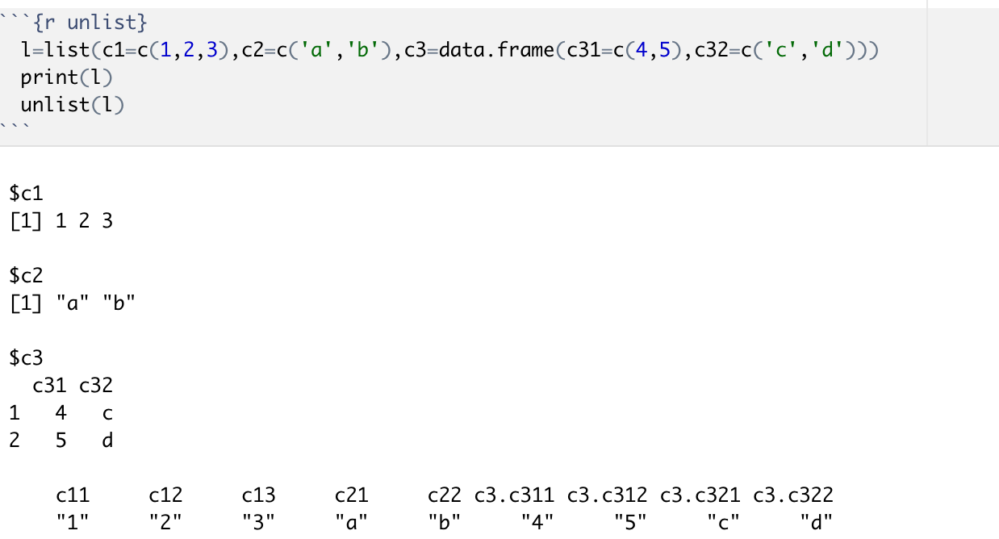 ```{r unlist}
l=list(c1=c(1,2,3),c2=c('a','b'),c3=data.frame(c31=c(4,5),c32=c('c','d')))
print(l)
unlist(l)
```
$c1
[1] 1 2 3
$c2
[1] "a" "b"
$c3
c31 c32
1 4 c
2 5 d
c11 c12 c13 c21 c22 c3.c311 c3.c312 c3.c321 c3.c322
"1" "2" "3" "a" "b" "4" "5" "c" "d"